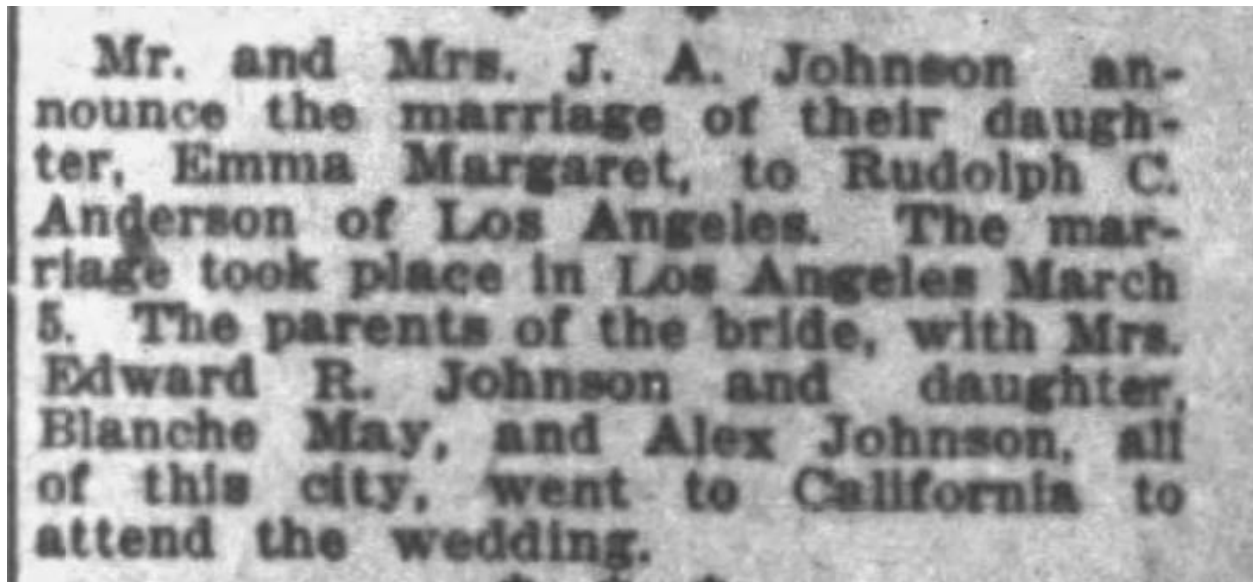 Mr. and Mrs. J. A. Johnson an-
nounce the marriage of their daugh-
ter, Emma Margaret, to Rudolph C.
Anderson of Los Angeles. The mar-
riage took place in Los Angeles March
5. The parents of the bride, with Mrs.
Edward R. Johnson and daughter,
Blanche May, and Alex Johnson, all
of this city, went to California to
attend the wedding.